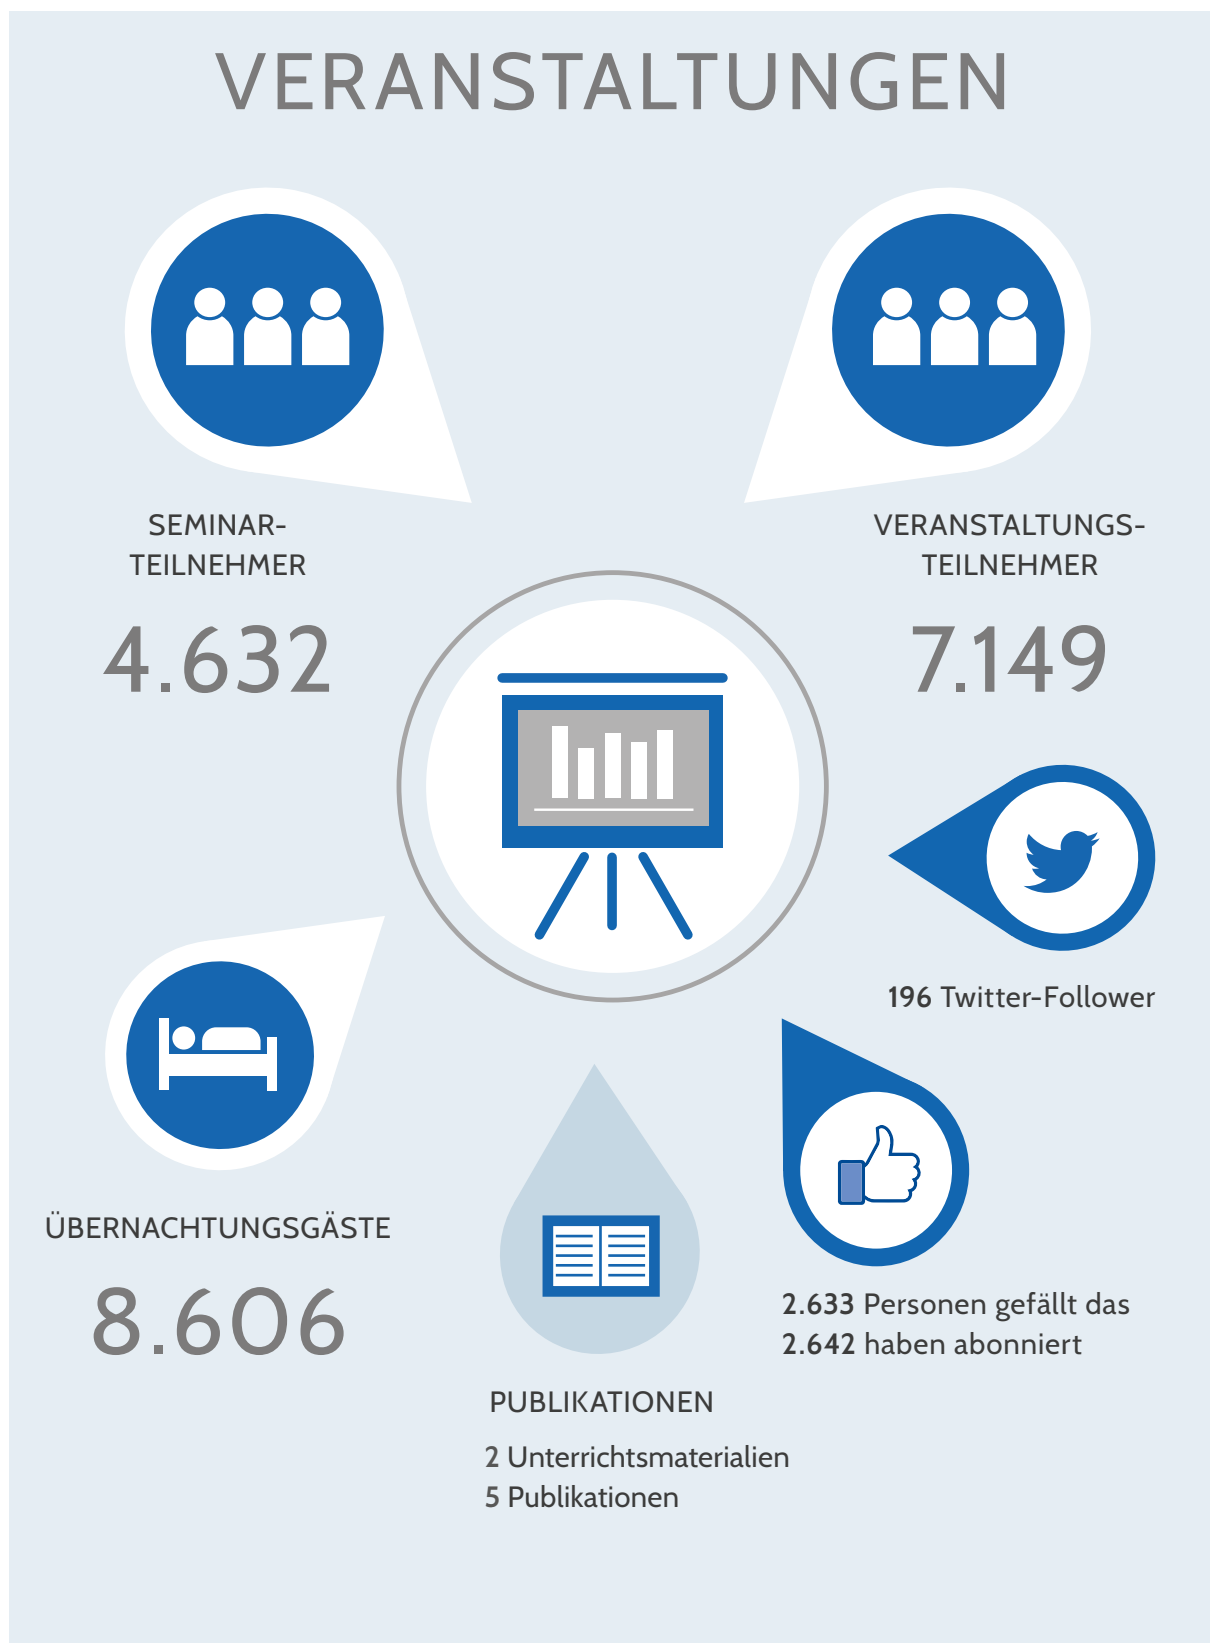 VERANSTALTUNGEN
SEMINAR-
TEILNEHMER
4.632
VERANSTALTUNGS-
TEILNEHMER
7.149
196 Twitter-Follower
ÜBERNACHTUNGSGÄSTE
8.606
2.633 Personen gefällt das
2.642 haben abonniert
PUBLIKATIONEN
2 Unterrichtsmaterialien
5 Publikationen